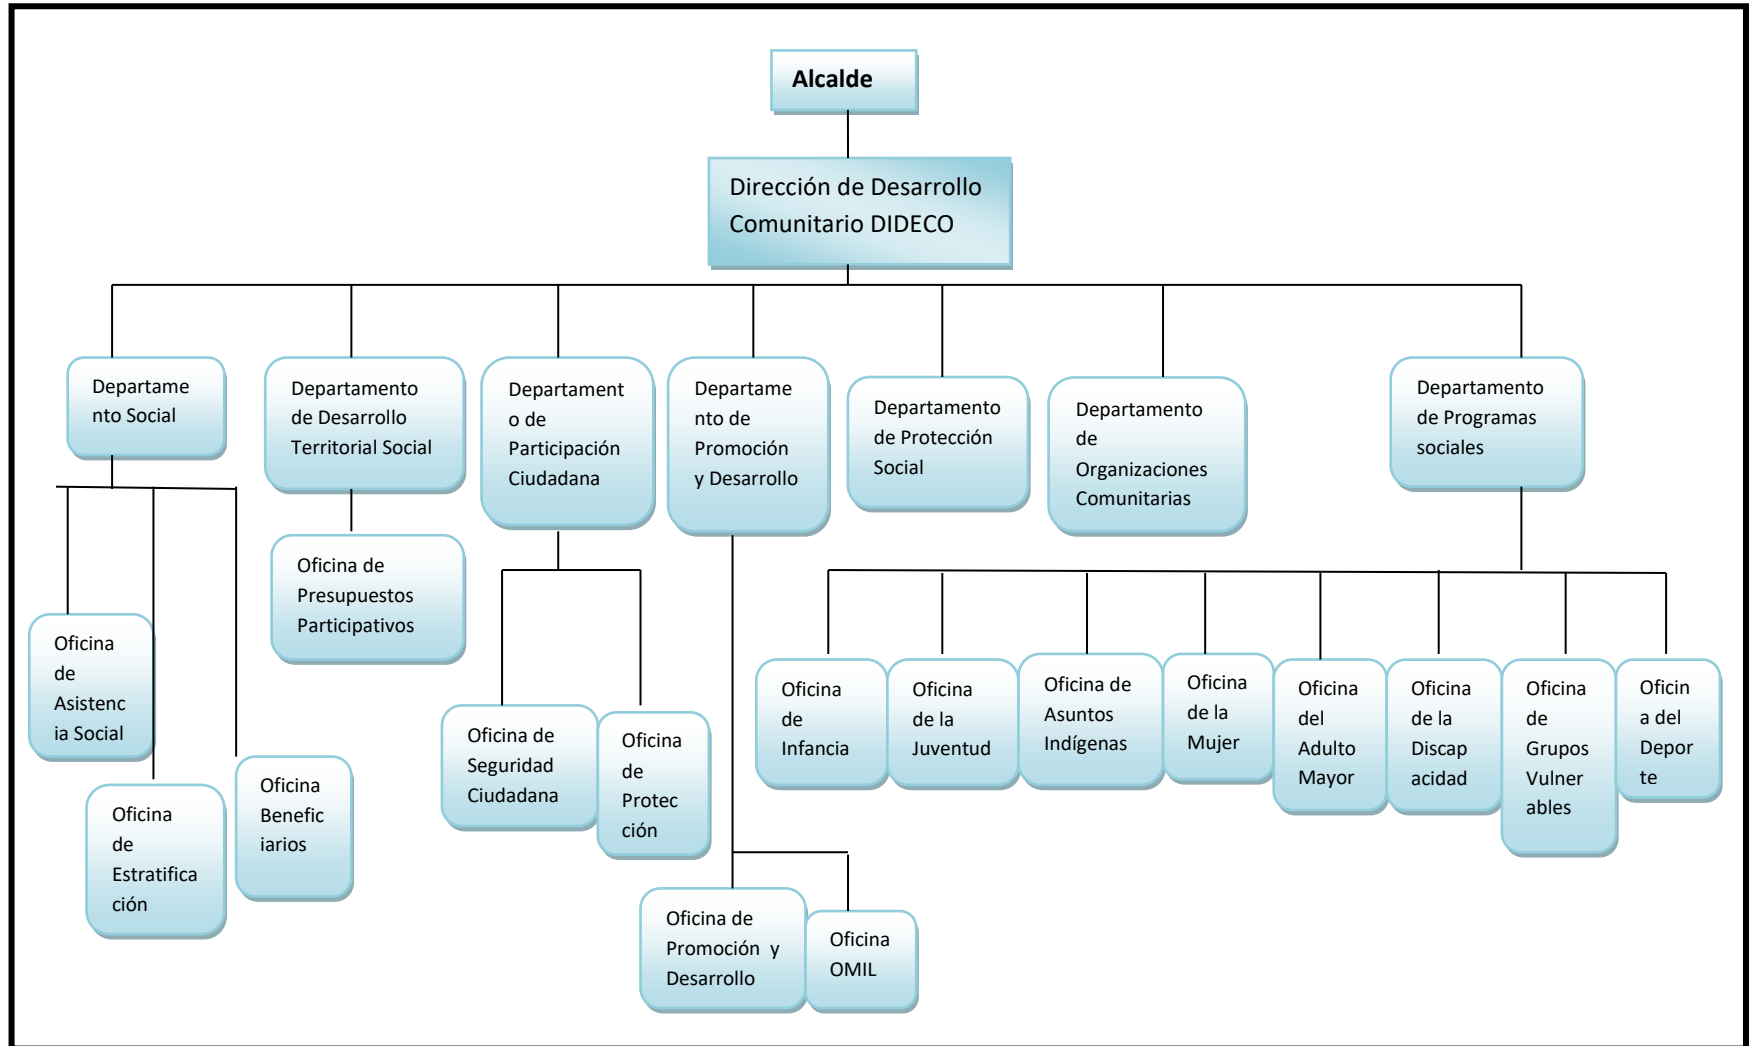 Alcalde
Dirección de Desarrollo
Comunitario DIDECO
Departame
nto Social
Departamento
de Desarrollo
Territorial Social
Departament
o de
Participación
Ciudadana
Departame
nto de
Promoción
y Desarrollo
Departamento
de Protección
Social
Departamento
de
Organizaciones
Comunitarias
Departamento
de Programas
sociales
Oficina
de
Asistenc
ia Social
Oficina
de
Estratifica
ción
Oficina
Benefic
iarios
Oficina de
Presupuestos
Participativos
Oficina de
Seguridad
Ciudadana
Oficina
de
Protec
ción
Oficina de
Promoción y
Desarrollo
Oficina
OMIL
Oficina
de
Infancia
Oficina
de la
Juventud
Oficina de
Asuntos
Indígenas
Oficina
de la
Mujer
Oficina
del
Adulto
Mayor
Oficina
de la
Discap
acidad
Oficina
de
Grupos
Vulner
ables
Oficin
a del
Depor
te